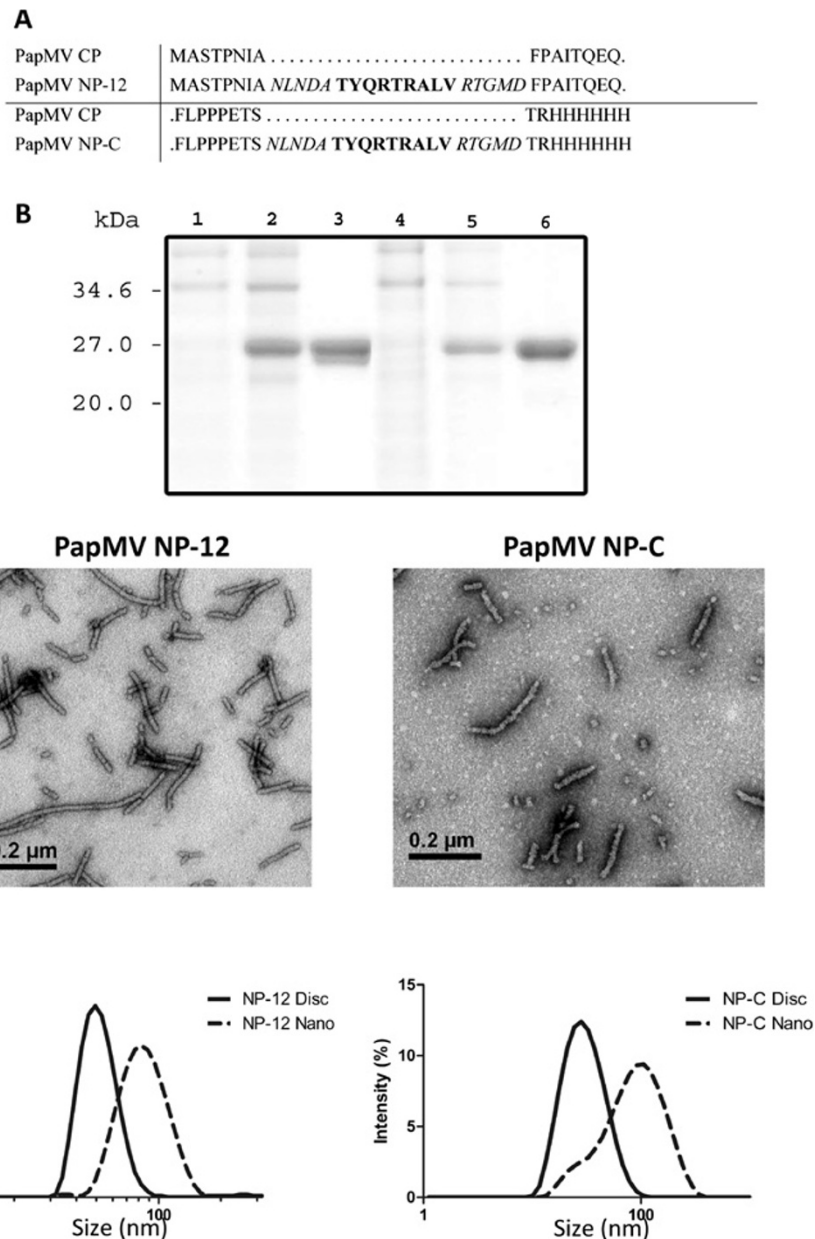 A
PapMV CP MASTPNIA . . . . . . . . . . . . . . . . . . . . . . . . . . . FPAITQEQ.
PapMV NP-12 MASTPNIA NLNDA TYQRTRALV RTGMD FPAITQEQ.
PapMV CP .FLPPPETS . . . . . . . . . . . . . . . . . . . . . . . . . . . TRHHHHHH
PapMV NP-C .FLPPPETS NLNDA TYQRTRALV RTGMD TRHHHHHH
B
kDa 1 2 3 4 5 6
34.6 -
27.0 -
20.0 -
PapMV NP-12 PapMV NP-C
0.2 µm 0.2 µm
NP-12 Disc
NP-12 Nano
100
Size (nm)
15
10
5
0
Intensity (%)
NP-C Disc
NP-C Nano
1 100
Size (nm)